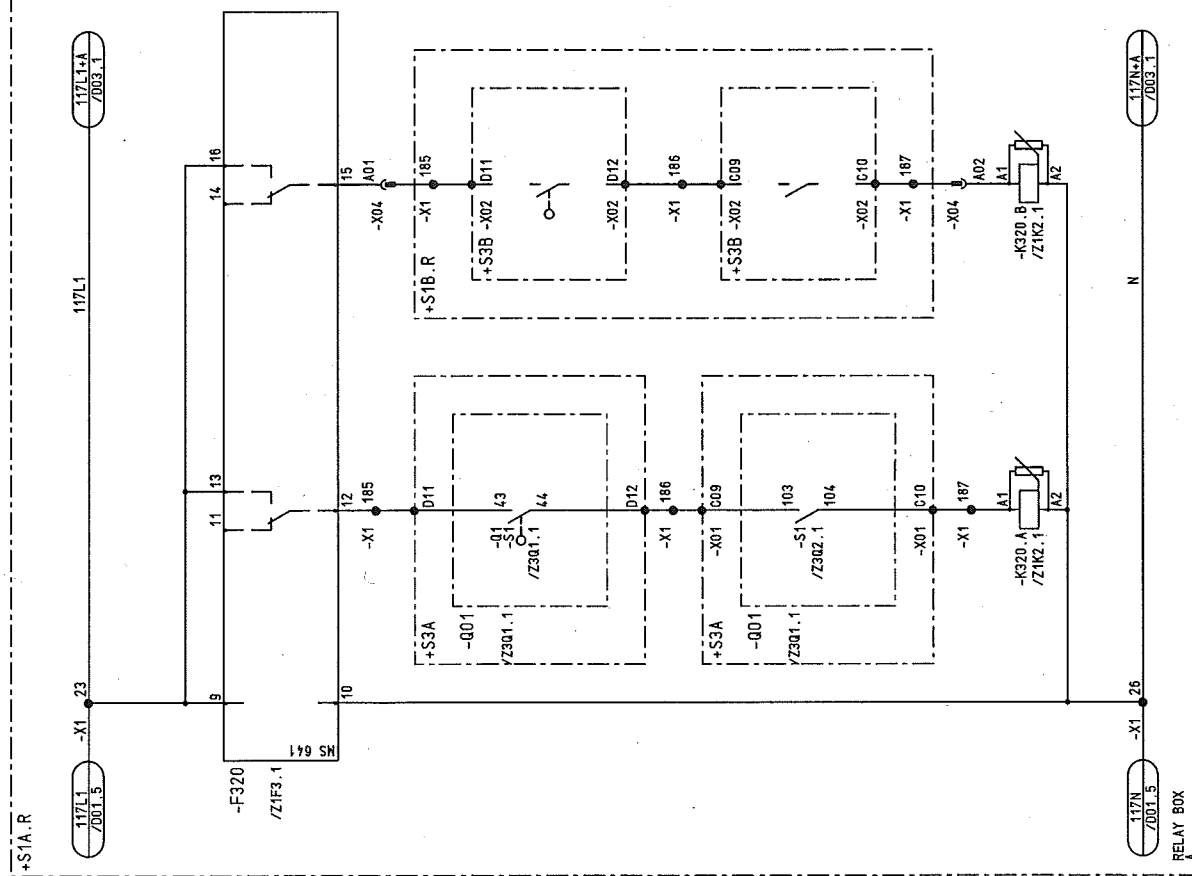 +S1A.R
117L1
/D01.5
-X1
23
117L1
117L1+A
/D03.1
-F320
/Z1F3.1
MS 641
9
10
11
13
12
14
16
15
185
-X1
D11
+S3A
-Q01
/Z3Q1.1
43
44
-Q1
-S1
/Z3Q1.1
D12
186
-X1
C09
-X01
+S3A
-Q01
/Z3Q1.1
103
104
-S1
/Z3Q2.1
C10
-X01
187
-X1
A1
A2
-K320.A
/Z1K2.1
A01
-X04
185
-X1
+S1B.R
D11
-X02
+S3B
D12
-X02
186
-X1
C09
-X02
+S3B
C10
-X02
187
-X1
A02
-X04
A1
A2
-K320.B
/Z1K2.1
117N
/D01.5
-X1
26
N
117N+A
/D03.1
RELAY BOX
A